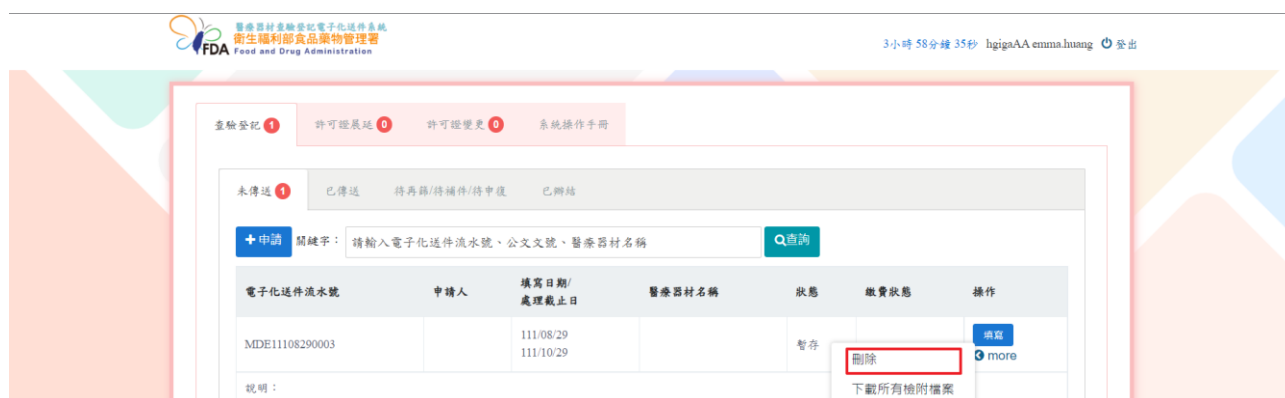 醫療器材查驗登記電子化送件系統
衛生福利部食品藥物管理署
FDA Food and Drug Administration
3小時 58分鐘 35秒 hgigaAA emma.huang 登出
查驗登記 1 許可證展延 0 許可證變更 0 系統操作手冊
未傳送 1 已傳送 待再篩/待補件/待申復 已辦結
+申請 關鍵字： 請輸入電子化送件流水號、公文文號、醫療器材名稱 查詢
電子化送件流水號 申請人 填寫日期/ 醫療器材名稱 狀態 繳費狀態 操作
處理截止日
MDE11108290003 111/08/29 暫存 填寫
111/10/29 more
刪除
說明： 下載所有檢附檔案